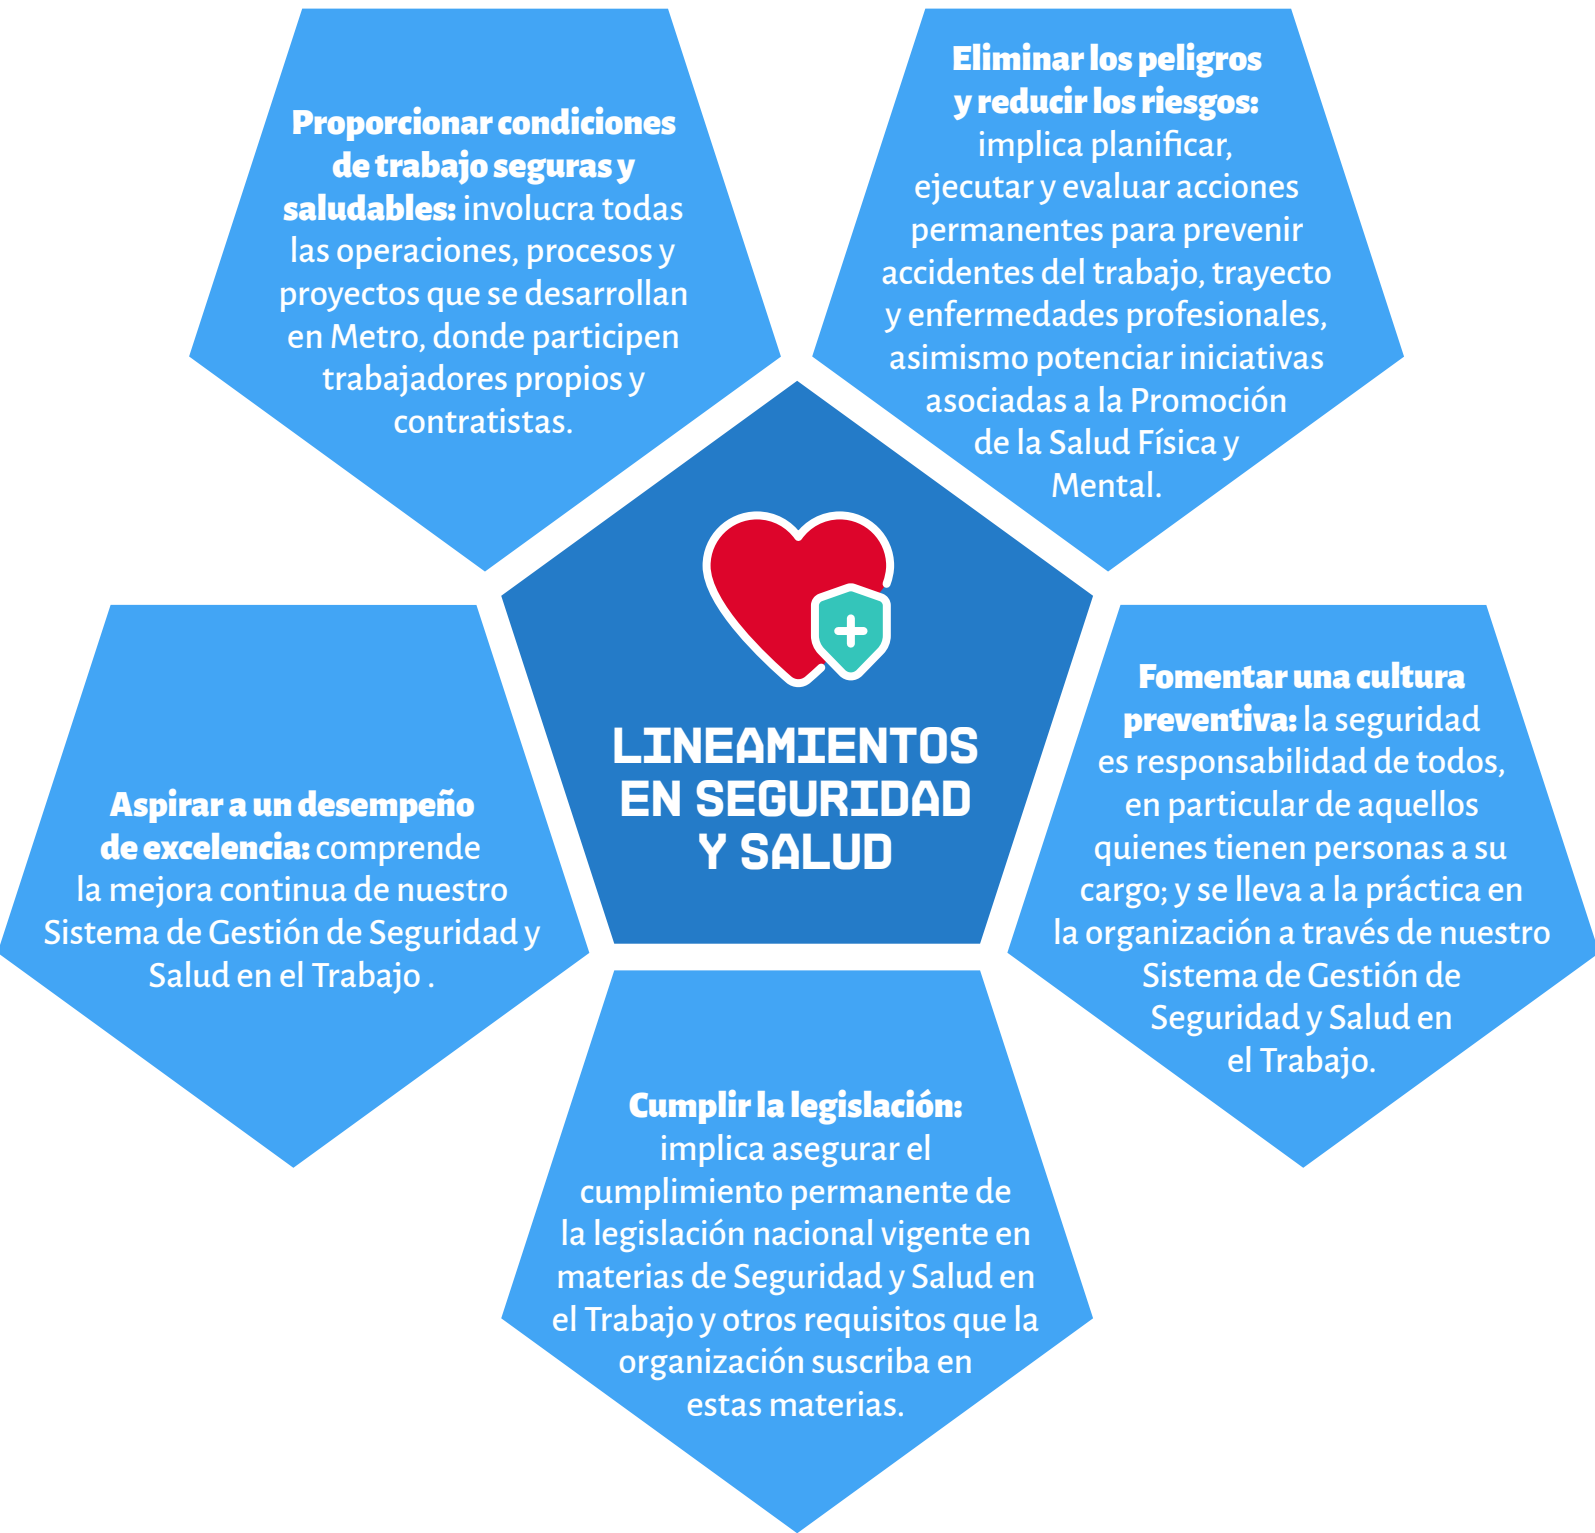 Proporcionar condiciones
de trabajo seguras y
saludables: involucra todas
las operaciones, procesos y
proyectos que se desarrollan
en Metro, donde participen
trabajadores propios y
contratistas.
Eliminar los peligros
y reducir los riesgos:
implica planificar,
ejecutar y evaluar acciones
permanentes para prevenir
accidentes del trabajo, trayecto
y enfermedades profesionales,
asimismo potenciar iniciativas
asociadas a la Promoción
de la Salud Física y
Mental.
LINEAMIENTOS
EN SEGURIDAD
Y SALUD
Aspirar a un desempeño
de excelencia: comprende
la mejora continua de nuestro
Sistema de Gestión de Seguridad y
Salud en el Trabajo .
Fomentar una cultura
preventiva: la seguridad
es responsabilidad de todos,
en particular de aquellos
quienes tienen personas a su
cargo; y se lleva a la práctica en
la organización a través de nuestro
Sistema de Gestión de
Seguridad y Salud en
el Trabajo.
Cumplir la legislación:
implica asegurar el
cumplimiento permanente de
la legislación nacional vigente en
materias de Seguridad y Salud en
el Trabajo y otros requisitos que la
organización suscriba en
estas materias.